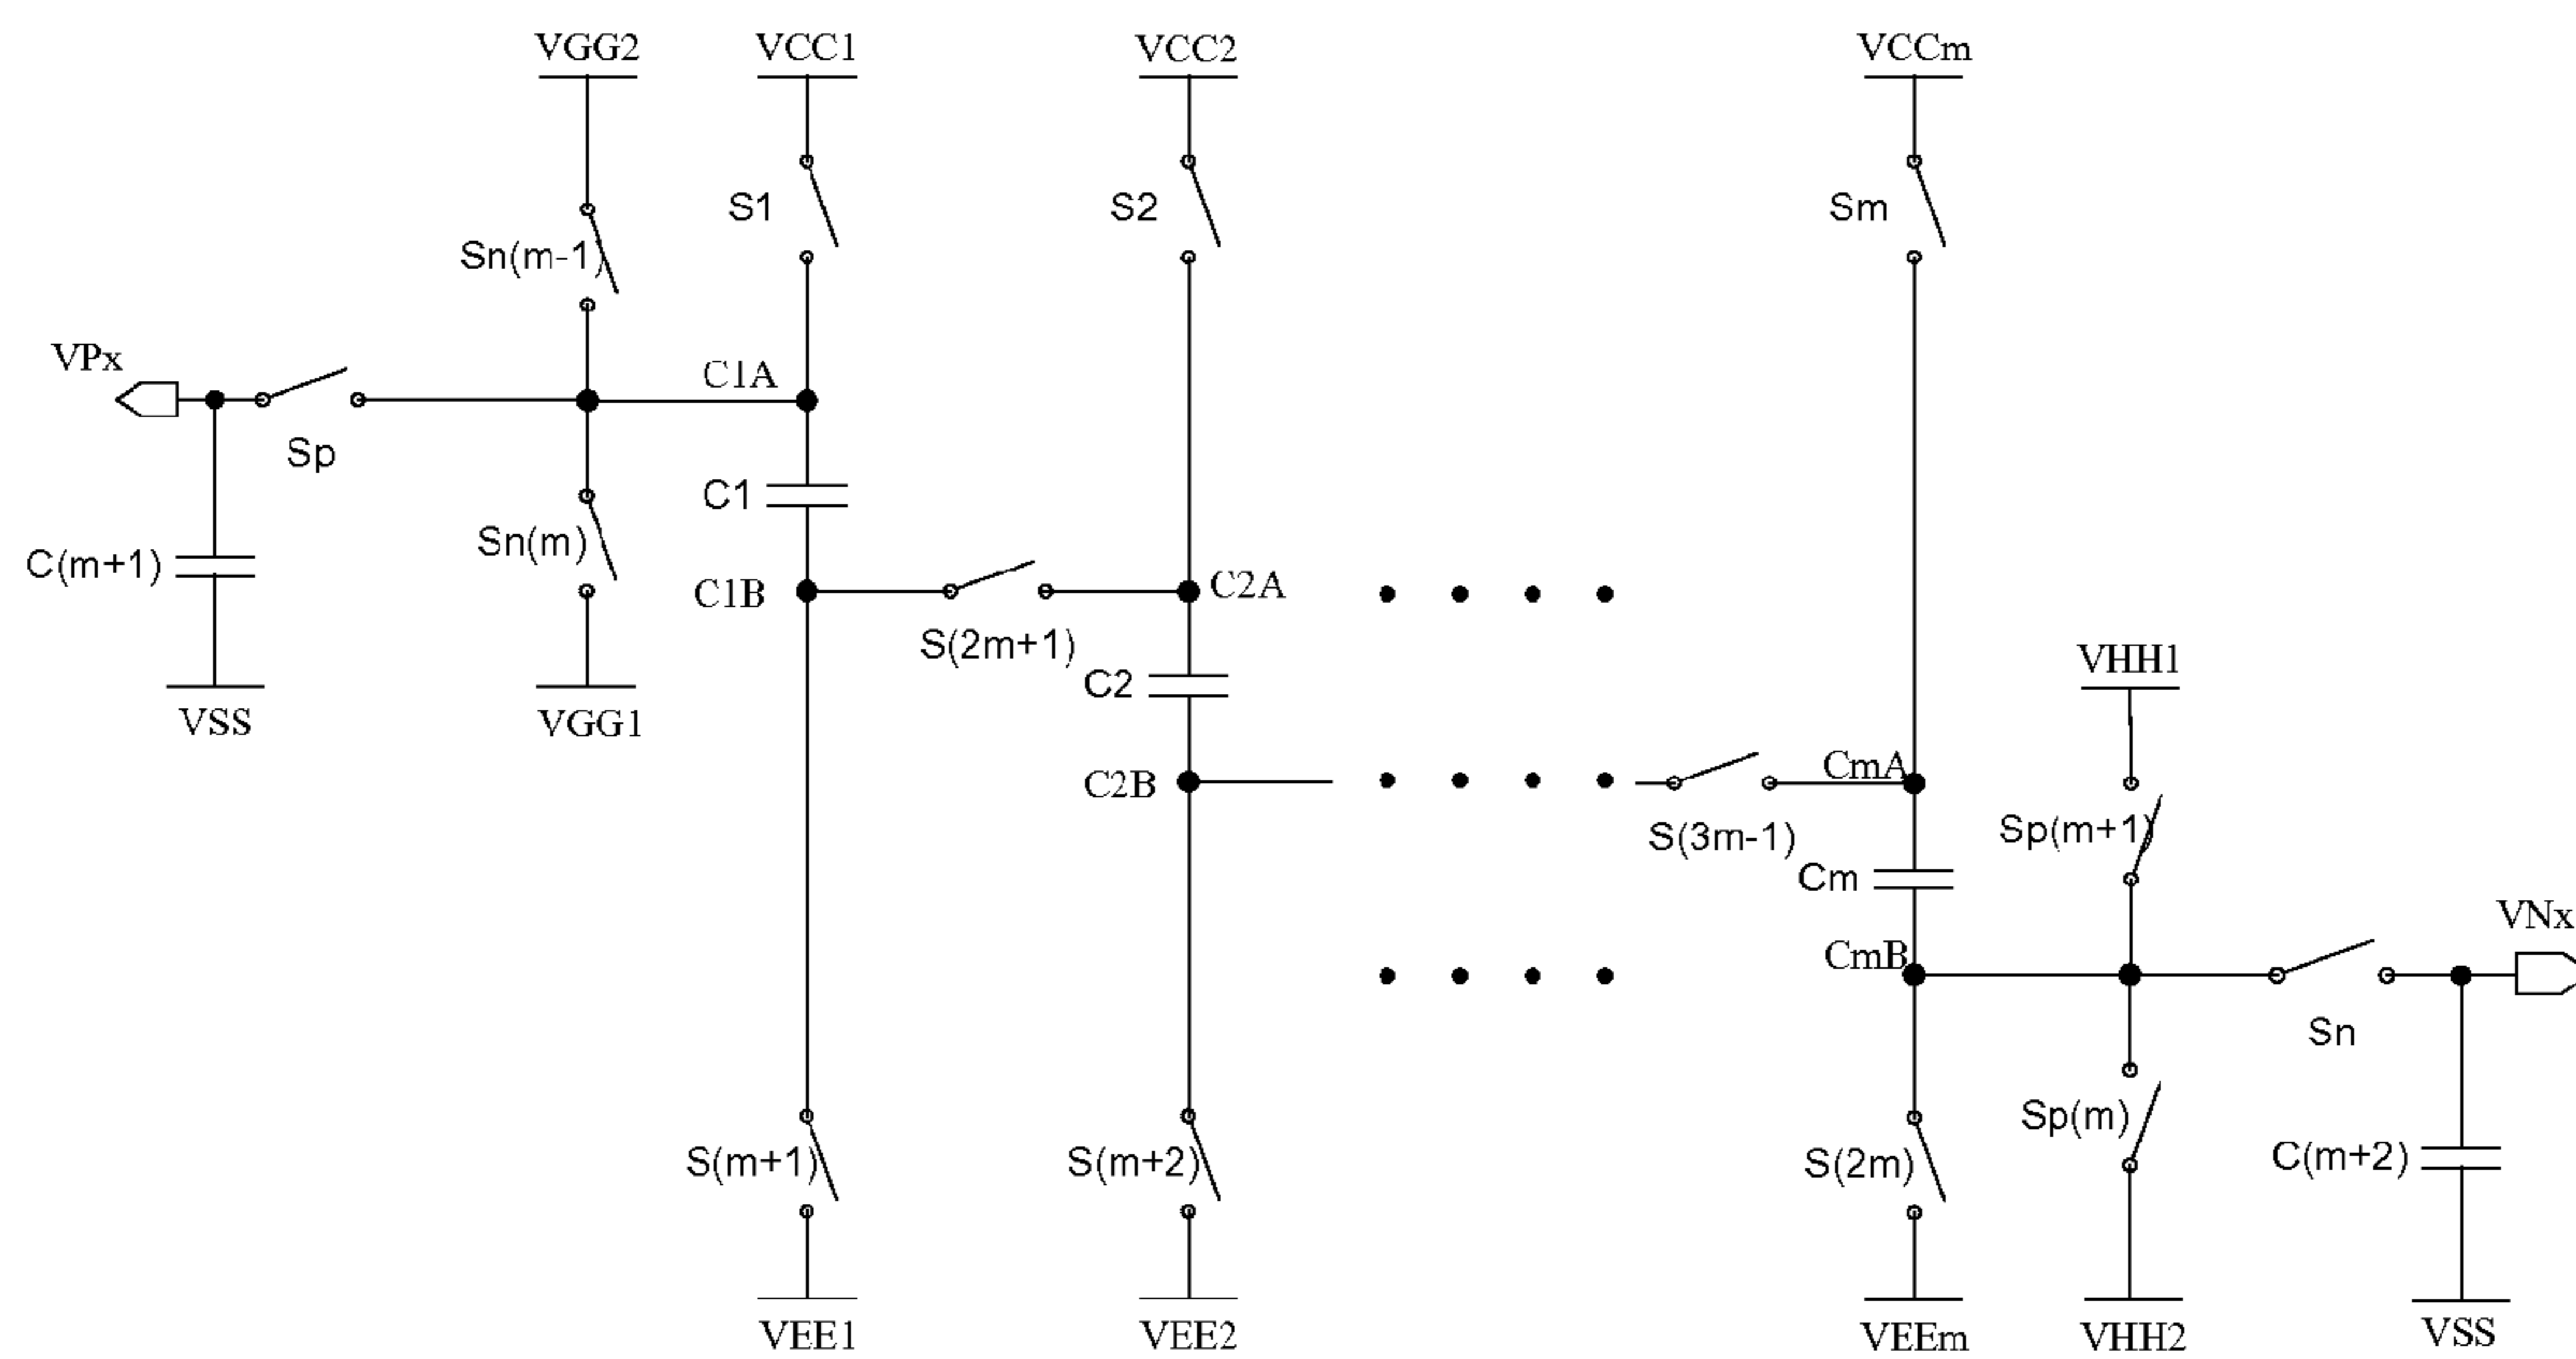 VGG2
VCC1
VCC2
VCCm
S1
S2
Sm
Sn(m-1)
VPx
C1A
Sp
C1
Sn(m)
C(m+1)
C1B
C2A
S(2m+1)
VHH1
C2
VSS
VGG1
CmA
C2B
Sp(m+1)
S(3m-1)
Cm
VNx
CmB
Sn
Sp(m)
S(m+1)
S(m+2)
S(2m)
C(m+2)
VEE1
VEE2
VEEm
VHH2
VSS